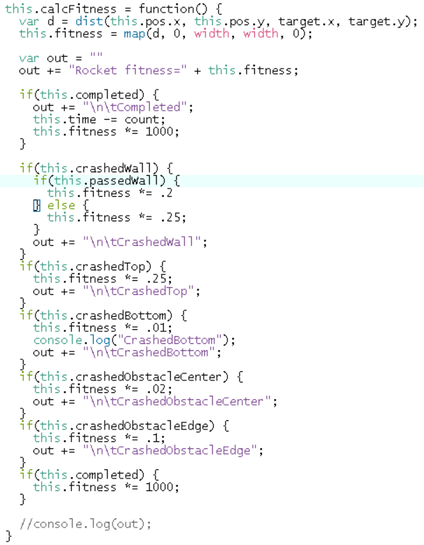 this.calcFitness = function() {
  var d = dist(this.pos.x, this.pos.y, target.x, target.y);
  this.fitness = map(d, 0, width, width, 0);

  var out = ""
  out += "Rocket fitness=" + this.fitness;

  if(this.completed) {
    out += "\n\tCompleted";
    this.time -= count;
    this.fitness *= 1000;
  }

  if(this.crashedWall) {
    if(this.passedWall) {
      this.fitness *= .2
    } else {
      this.fitness *= .25;
    }
    out += "\n\tCrashedWall";
  }
  if(this.crashedTop) {
    this.fitness *= .25;
    out += "\n\tCrashedTop";
  }
  if(this.crashedBottom) {
    this.fitness *= .01;
    console.log("CrashedBottom");
    out += "\n\tCrashedBottom";
  }
  if(this.crashedObstacleCenter) {
    this.fitness *= .02;
    out += "\n\tCrashedObstacleCenter";
  }
  if(this.crashedObstacleEdge) {
    this.fitness *= .1;
    out += "\n\tCrashedObstacleEdge";
  }
  if(this.completed) {
    this.fitness *= 1000;
  }

  //console.log(out);
}